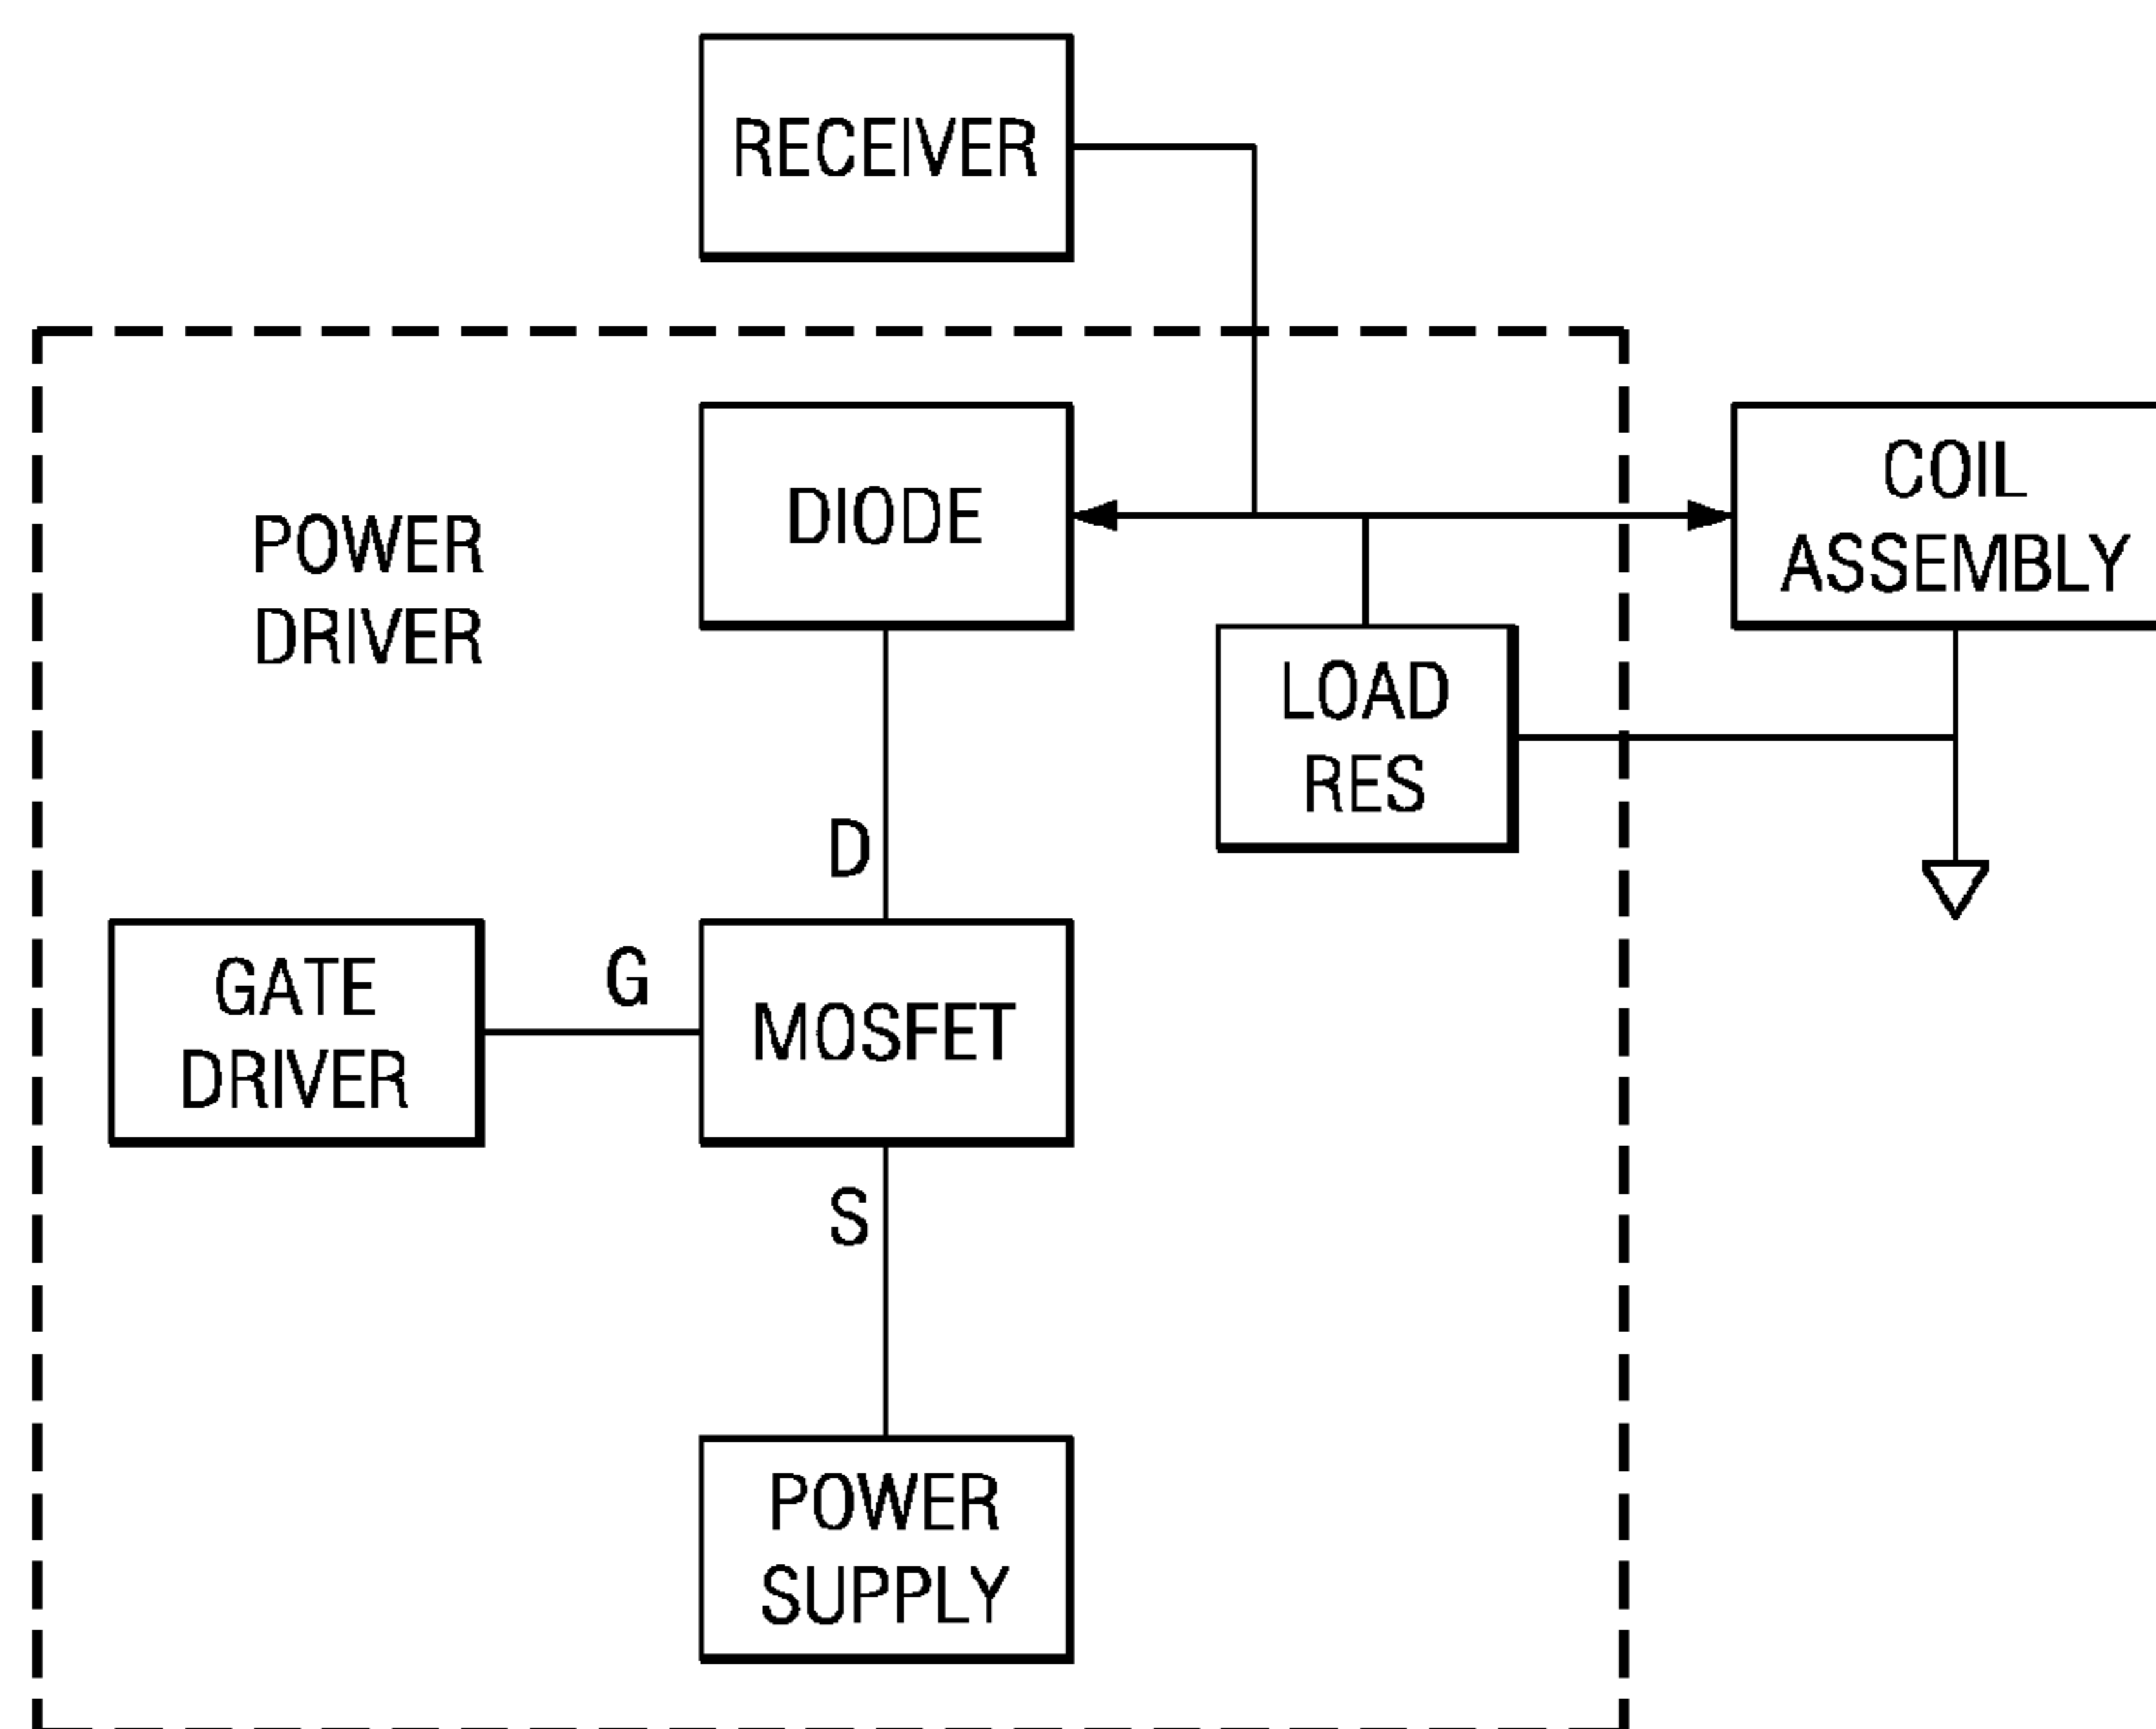 RECEIVER
DIODE
COIL
ASSEMBLY
POWER
DRIVER
LOAD
RES
D
GATE
DRIVER
G
MOSFET
S
POWER
SUPPLY